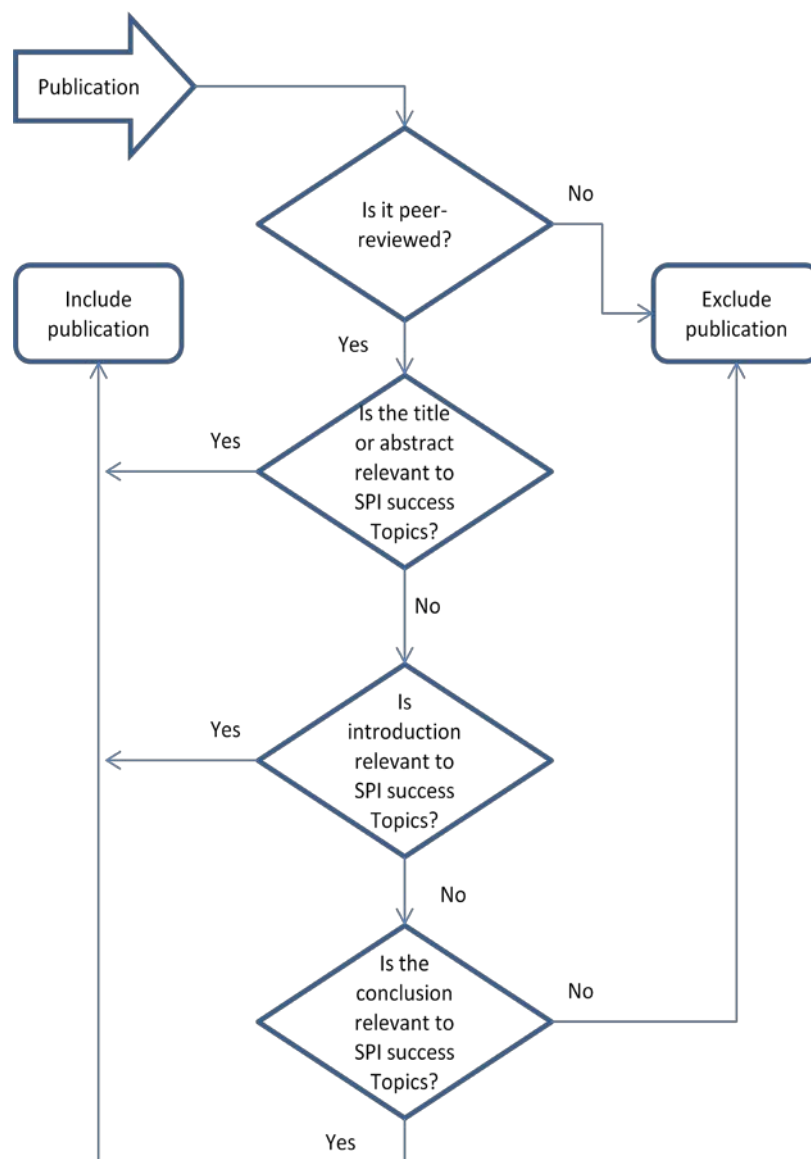 Publication
Is it peer-
reviewed?
No
Include
publication
Exclude
publication
Yes
Is the title
or abstract
relevant to
SPI success
Topics?
Yes
No
Is
introduction
relevant to
SPI success
Topics?
Yes
No
Is the
conclusion
relevant to
SPI success
Topics?
No
Yes